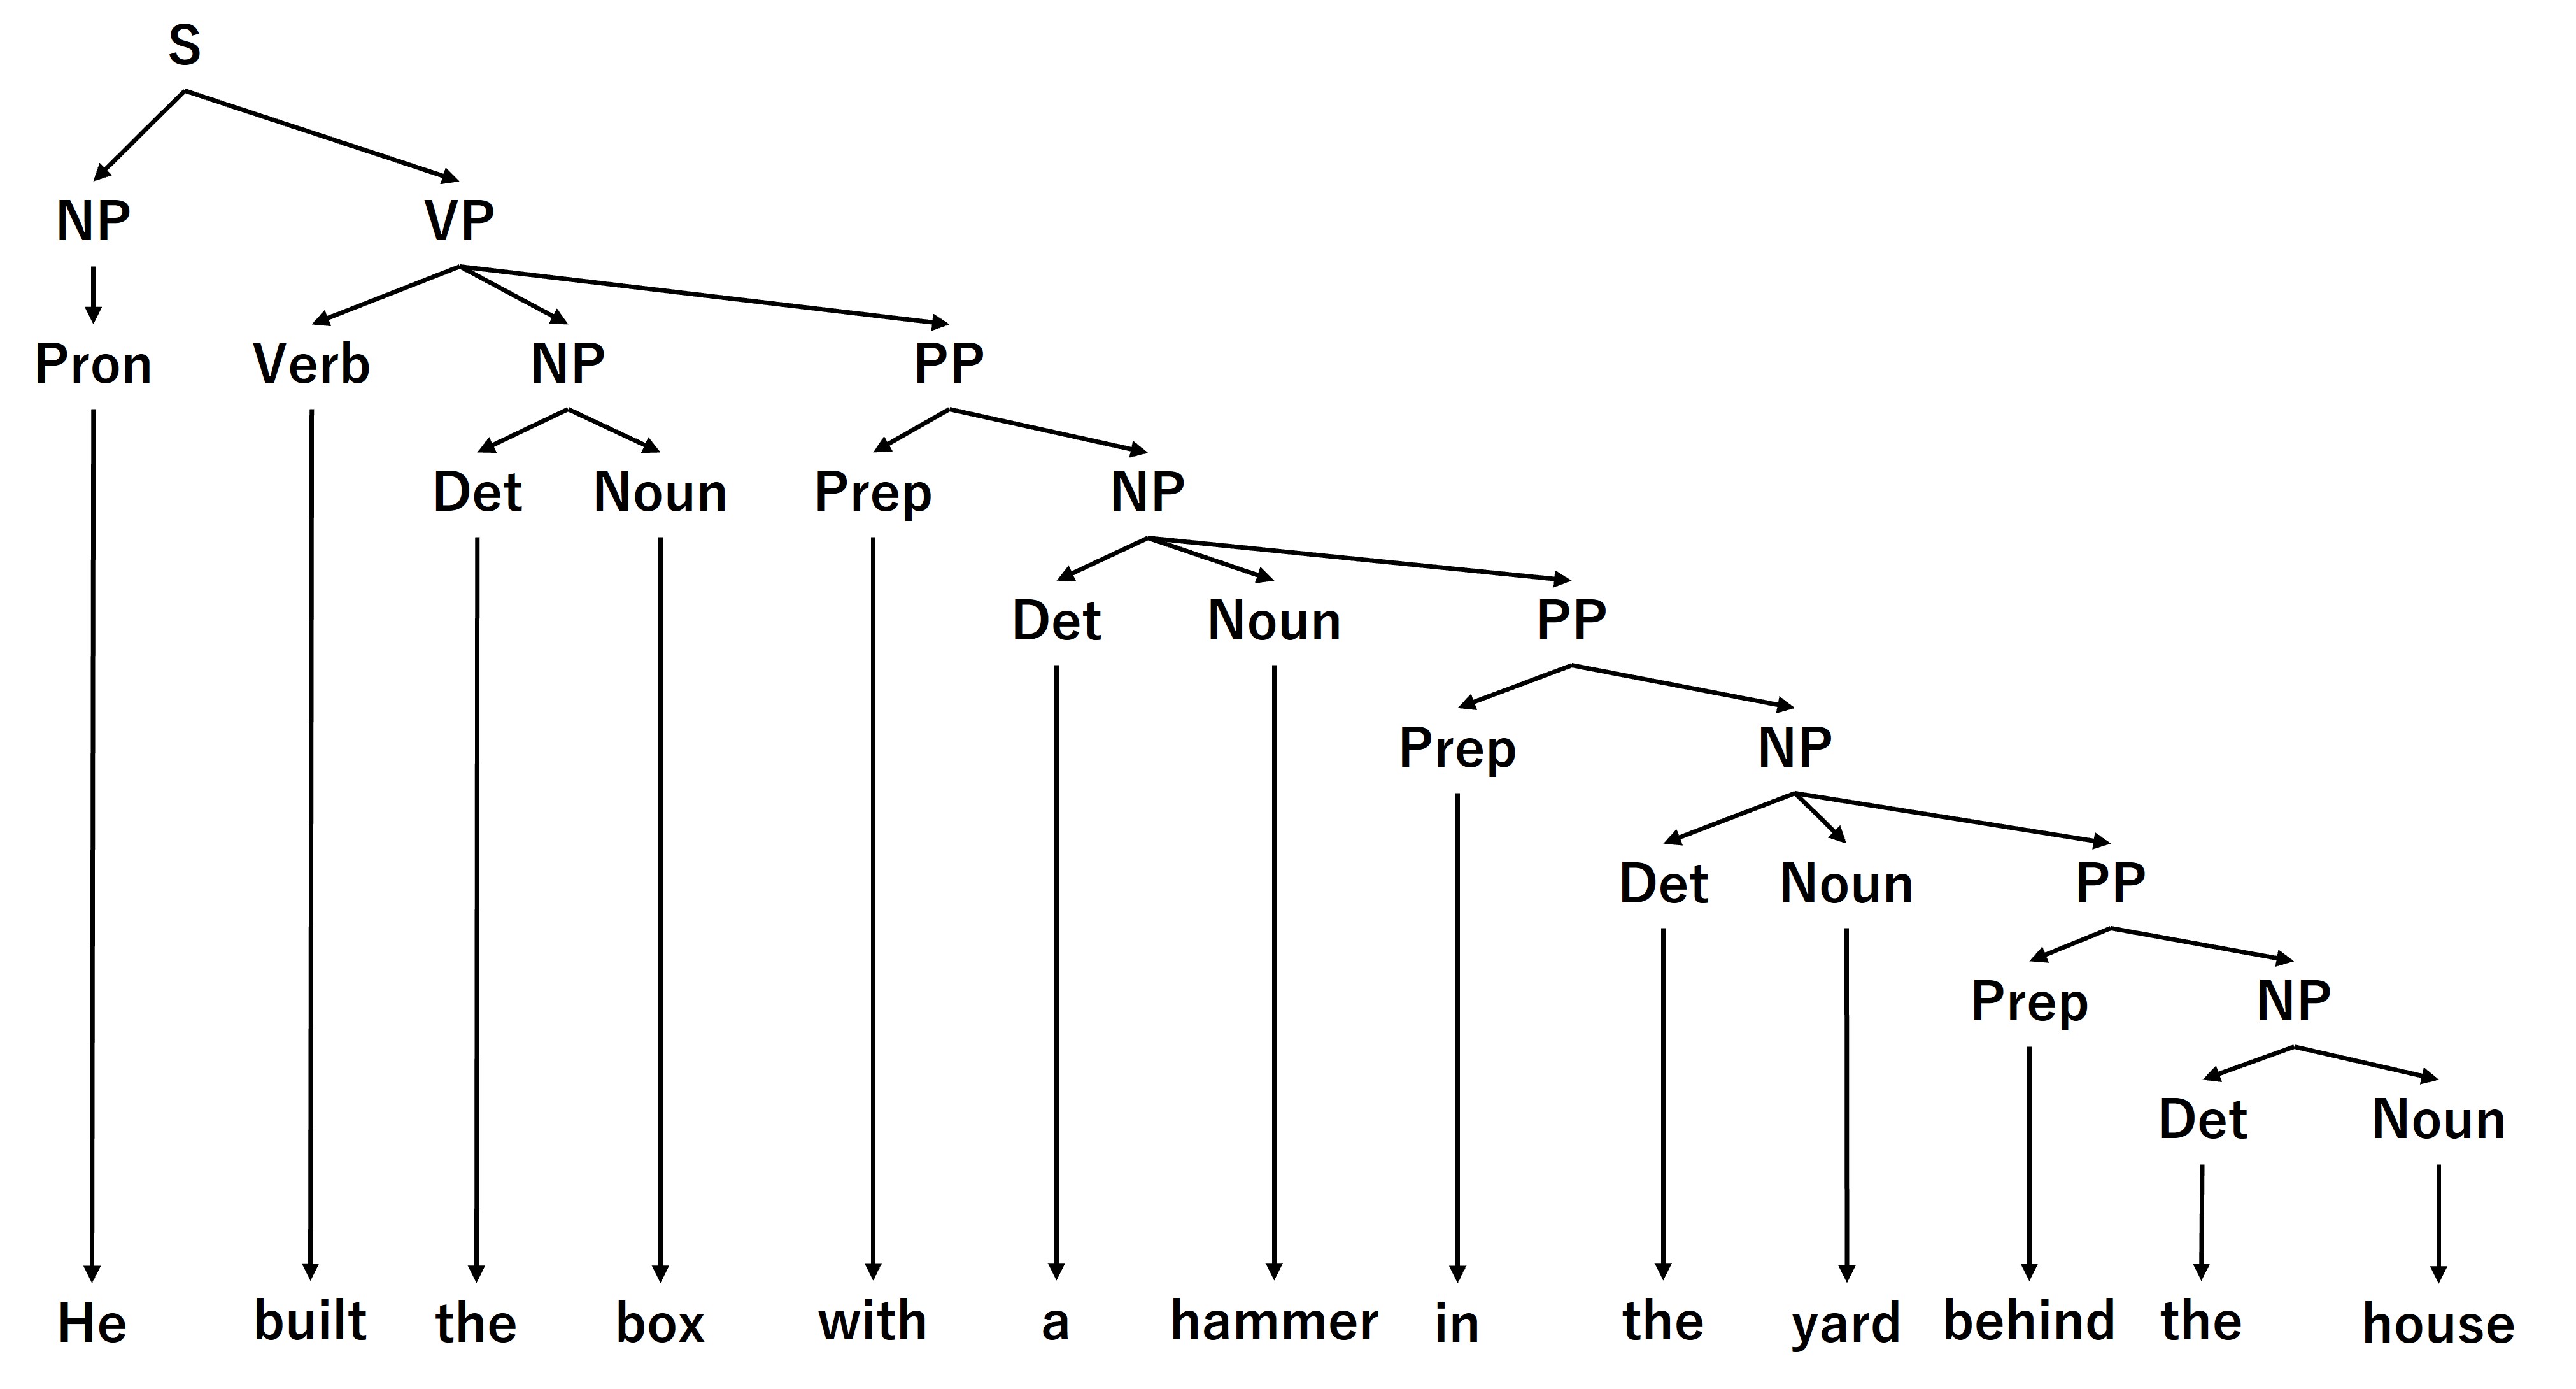 S
NP VP
Pron Verb NP PP
Det Noun Prep NP
Det Noun PP
Prep NP
Det Noun PP
Prep NP
Det Noun
He built the box with a hammer in the yard behind the house